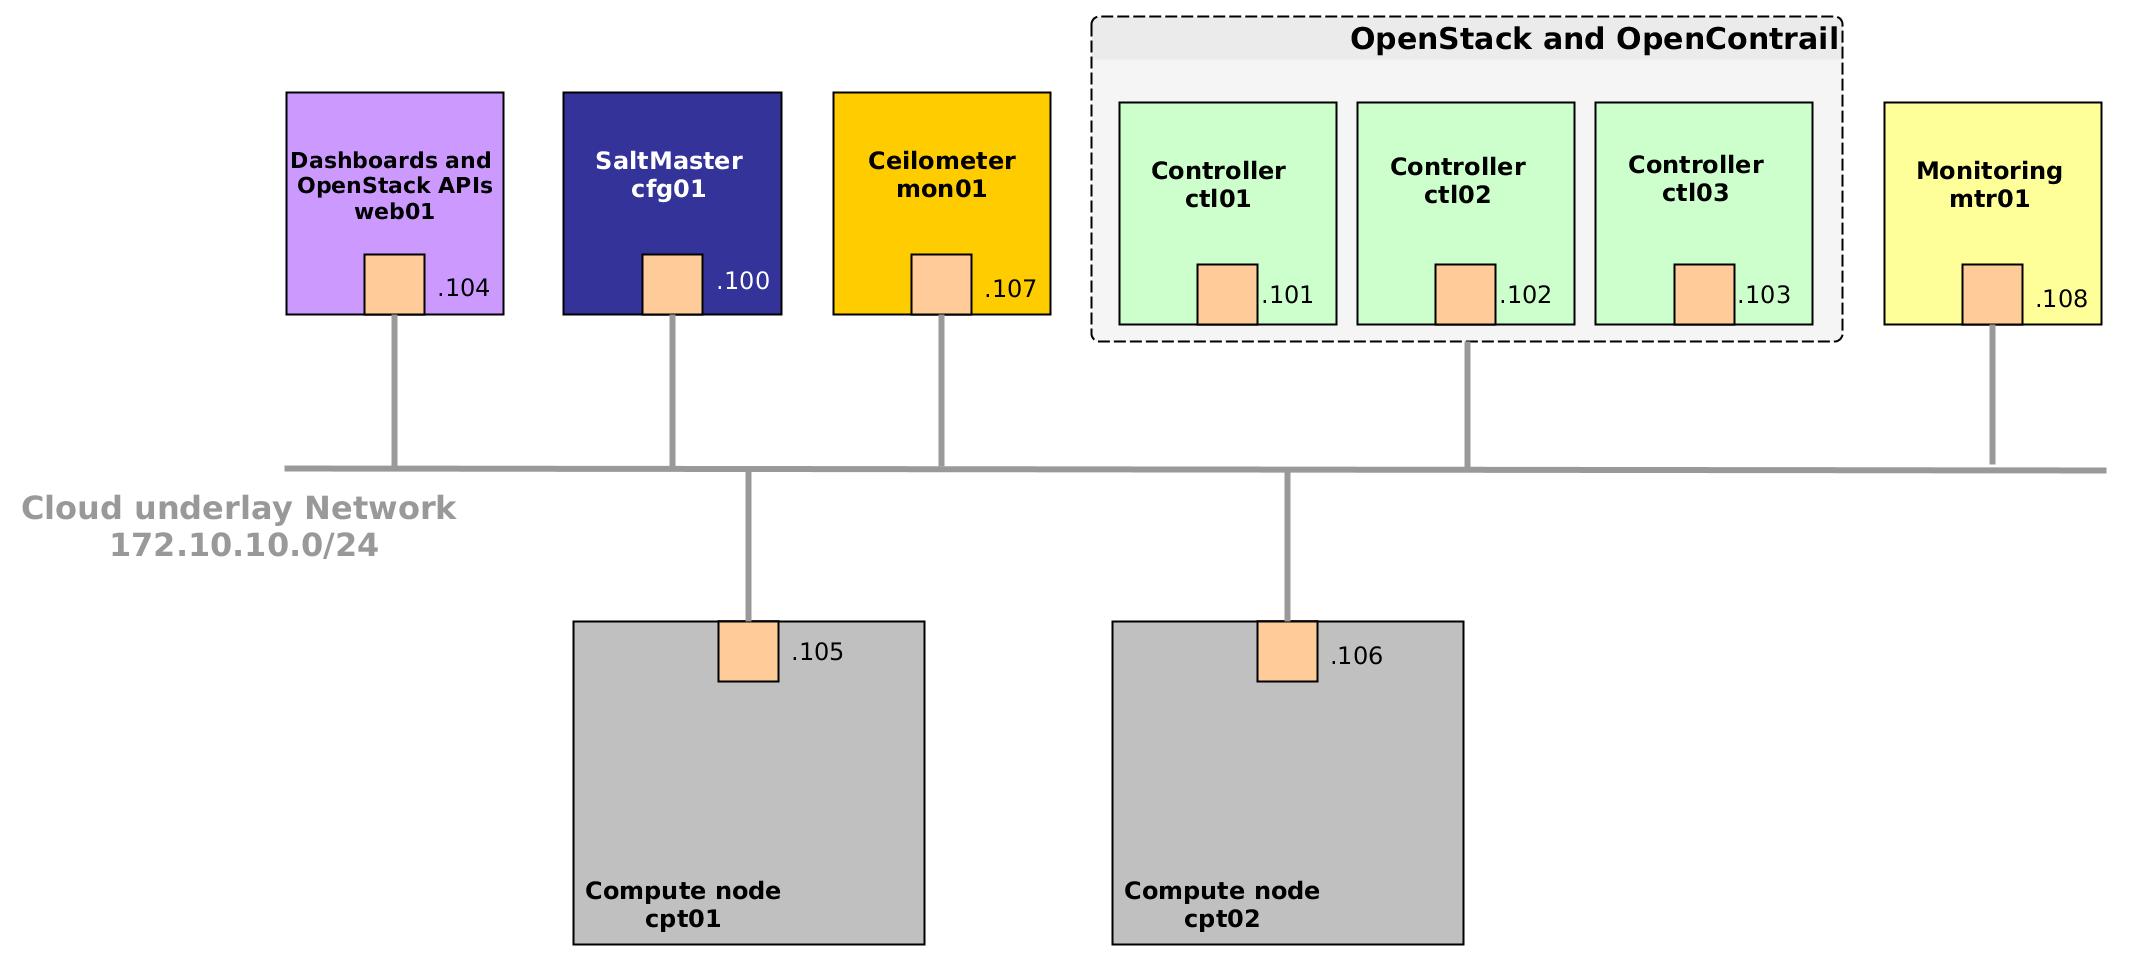 OpenStack and OpenContrail
Dashboards and
OpenStack APIs
web01
.104
SaltMaster
cfg01
.100
Ceilometer
mon01
.107
Controller
ctl01
.101
Controller
ctl02
.102
Controller
ctl03
.103
Monitoring
mtr01
.108
Cloud underlay Network
172.10.10.0/24
.105
Compute node
cpt01
.106
Compute node
cpt02